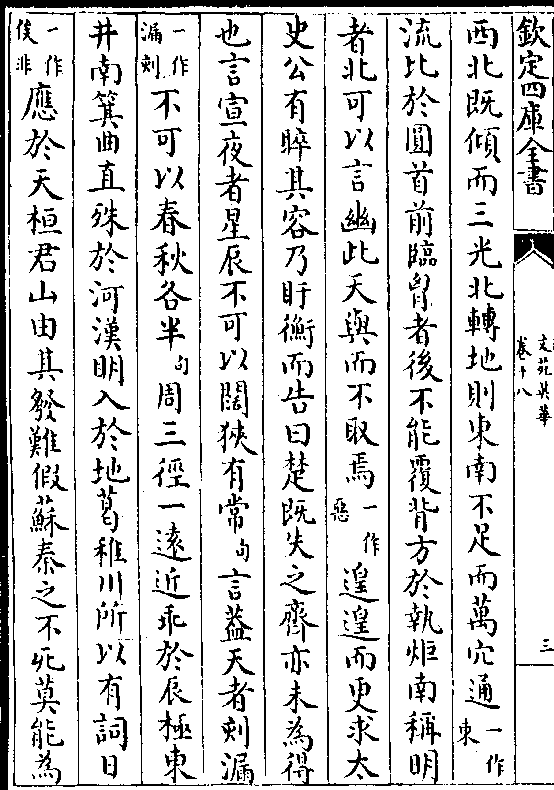 欽定四庫全書
文苑英華
卷十八
三
西北既傾而三光北轉地則東南不足而萬穴通一作東
流比於圓首前臨胷者後不能覆背方於執炬南稱明
者北可以言幽此天與而不取焉一作惡遑遑而更求太
史公有睟其容乃盱衡而告曰楚既失之齊亦未為得
也言宣夜者星辰不可以闊狹有常句言葢天者刻漏
一作漏刻不可以春秋各半句周三徑一遠近乖於辰極東
井南箕曲直殊於河漢明入於地葛稚川所以有詞日
一作候非應於天桓君山由其發難假蘇秦之不死莫能為